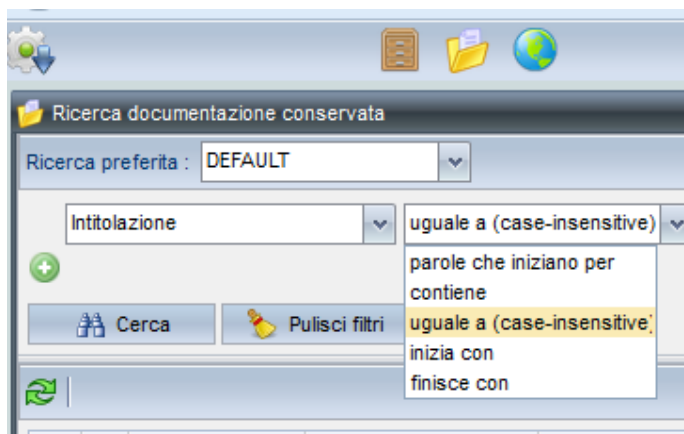 Ricerca documentazione conservata
Ricerca preferita : DEFAULT
Intitolazione uguale a (case-insensitive)
parole che iniziano per
contiene
uguale a (case-insensitive)
inizia con
finisce con
Cerca Pulisci filtri